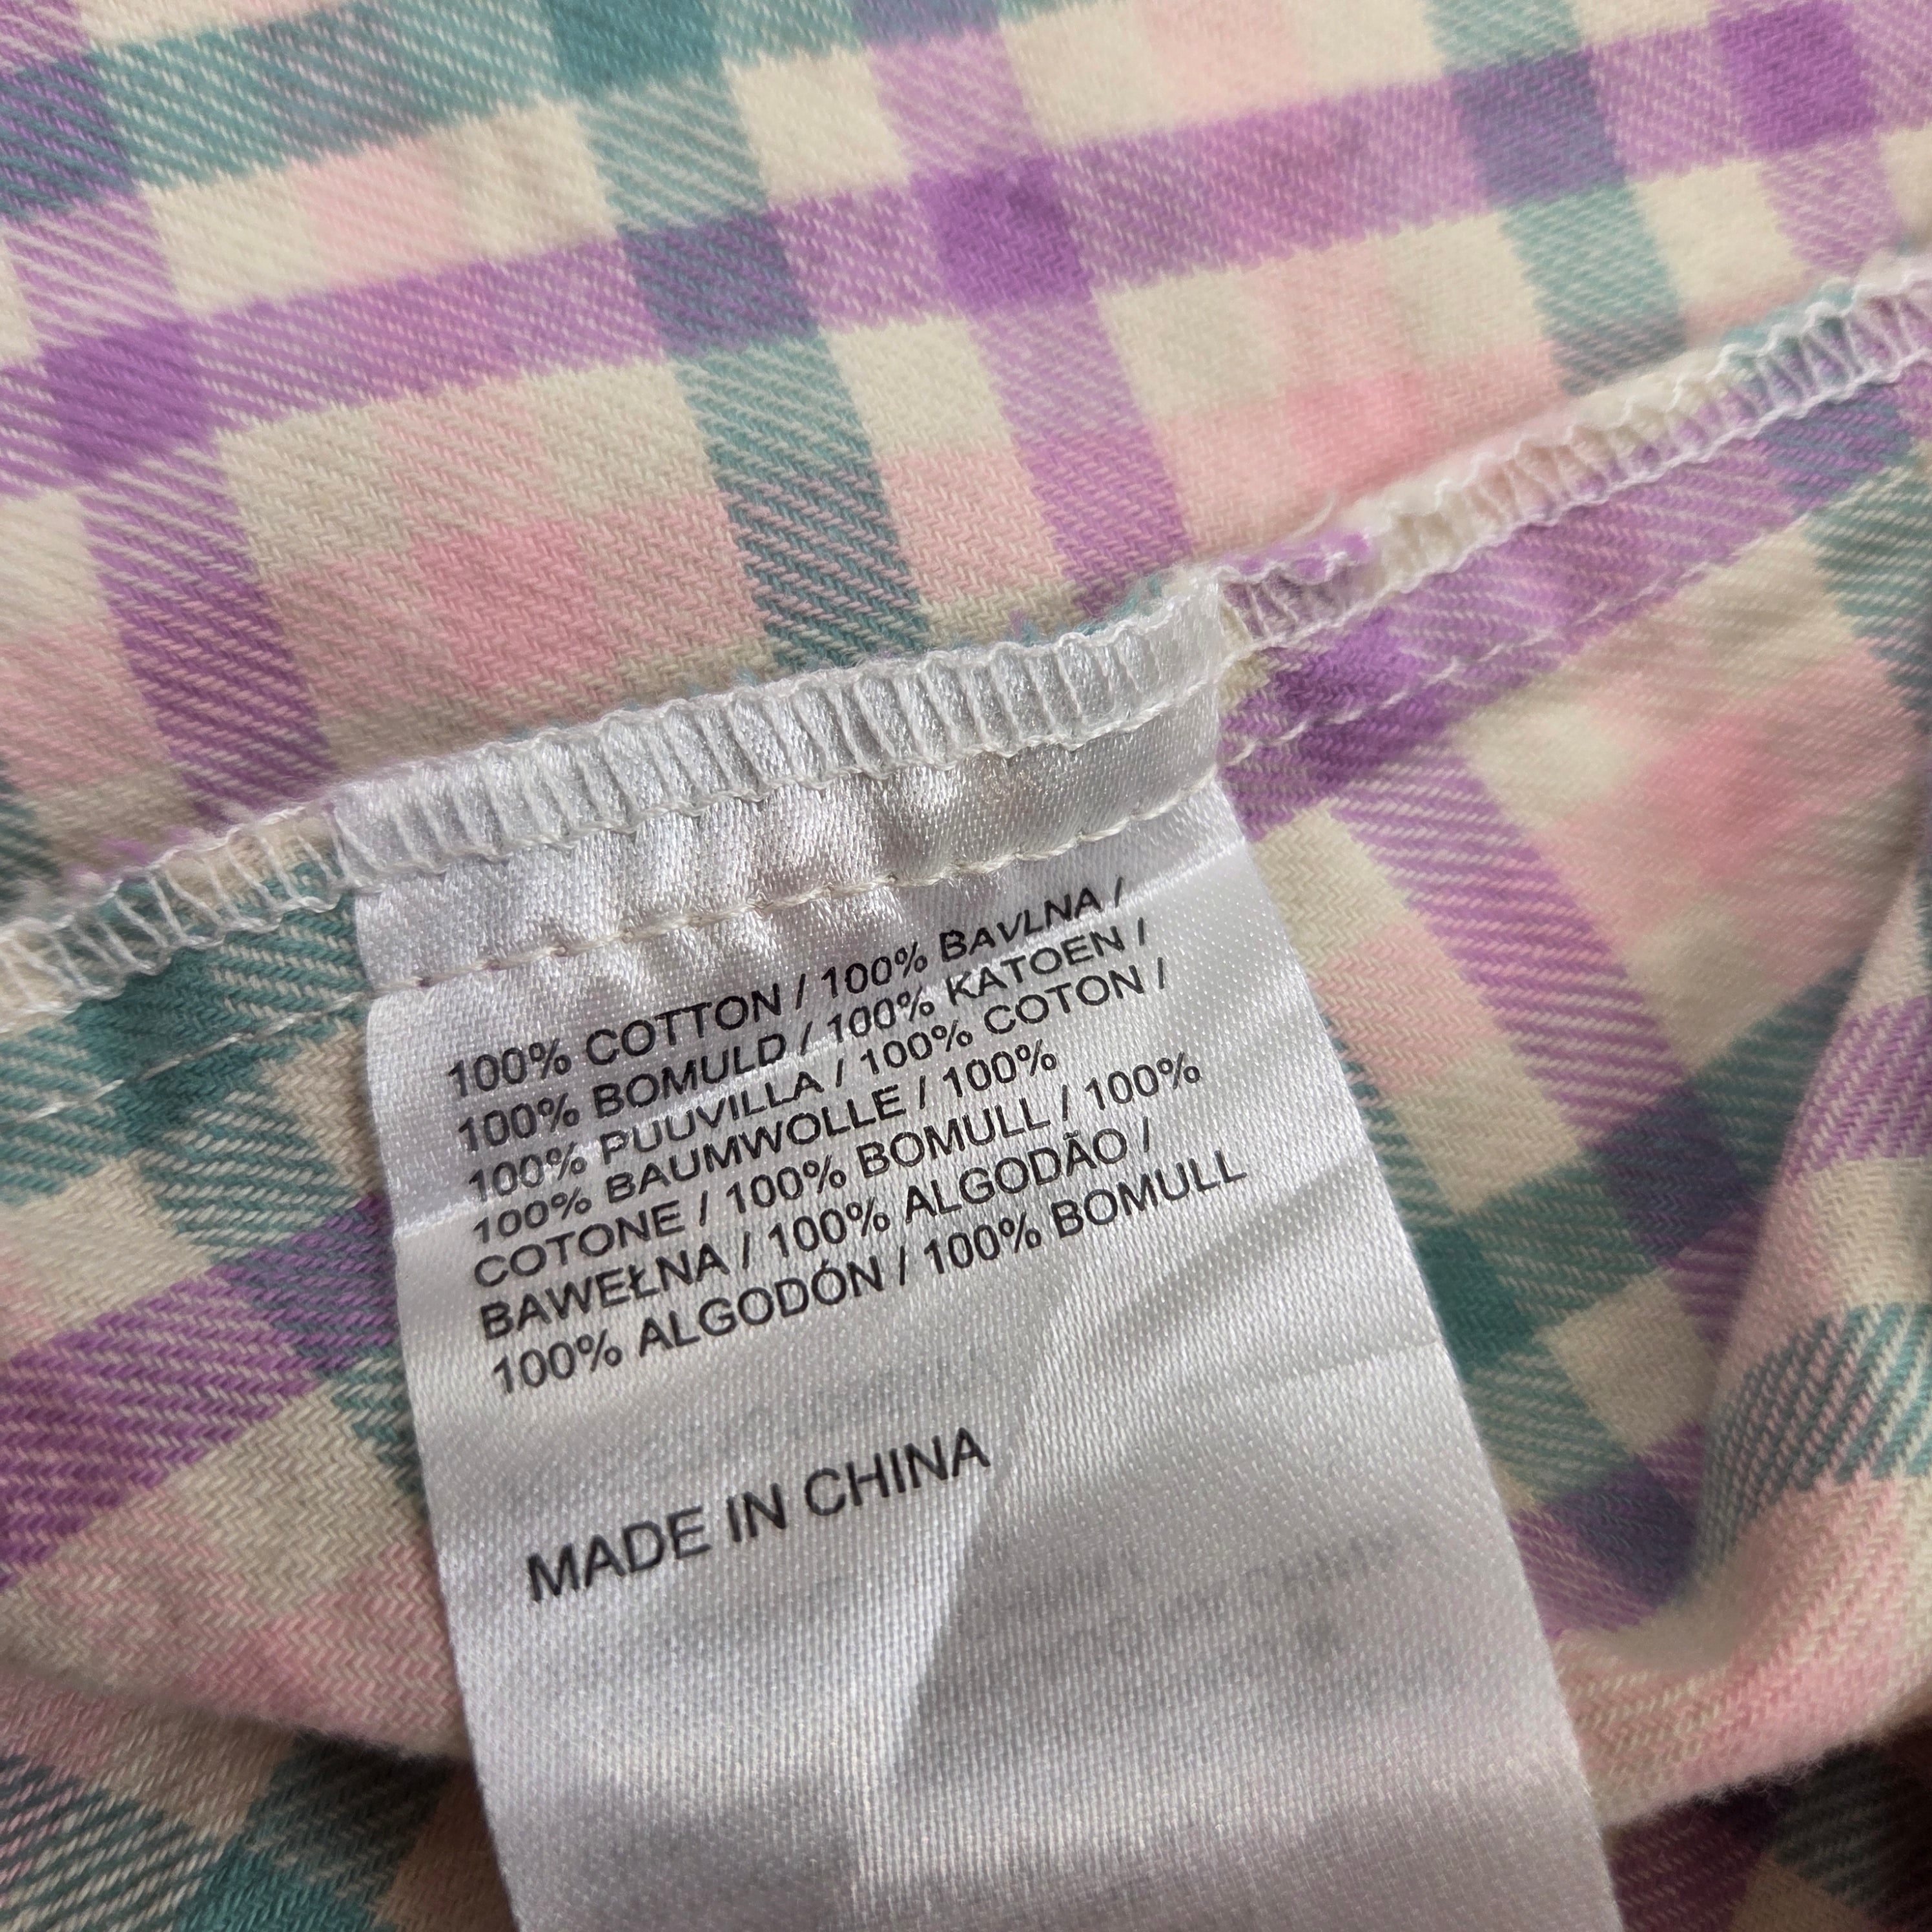 100% COTTON / 100% BAVLNA /
100% BOMULD / 100% KATOEN /
100% PUUVILLA / 100% COTON /
100% BAUMWOLLE / 100%
COTONE / 100% BOMULL / 100%
BAWEŁNA / 100% ALGODÃO /
100% ALGODÓN / 100% BOMULL
MADE IN CHINA